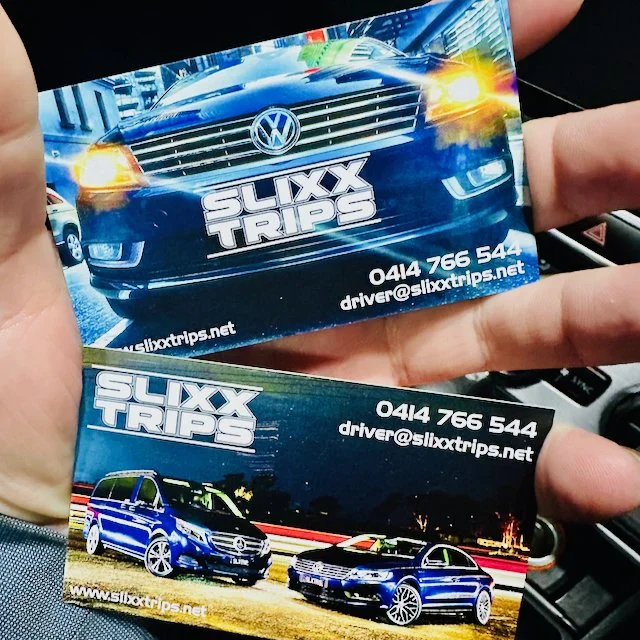 SLIXX
TRIPS
0414 766 544
driver@slixxtrips.net
.slixxtrips.net
SLIXX
TRIPS
0414 766 544
driver@slixxtrips.net
www.slixxtrips.net